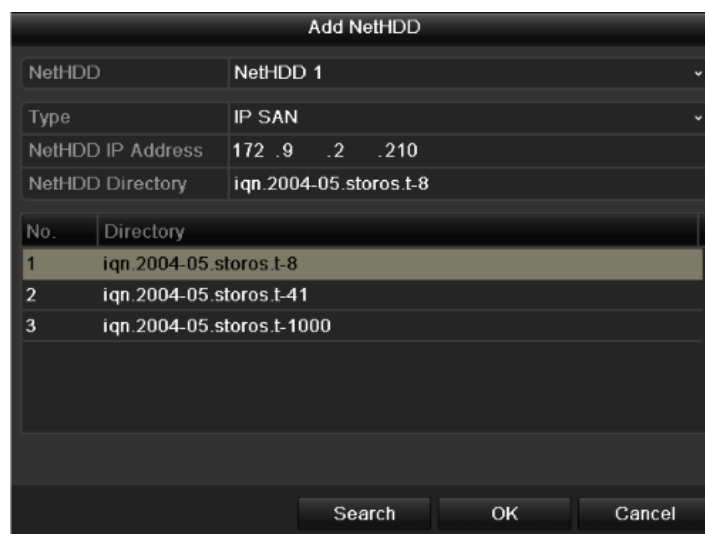 Add NetHDD
NetHDD NetHDD 1
Type IP SAN
NetHDD IP Address 172 .9 .2 .210
NetHDD Directory iqn.2004-05.storos.t-8
No. Directory
1 iqn.2004-05.storos.t-8
2 iqn.2004-05.storos.t-41
3 iqn.2004-05.storos.t-1000
Search OK Cancel